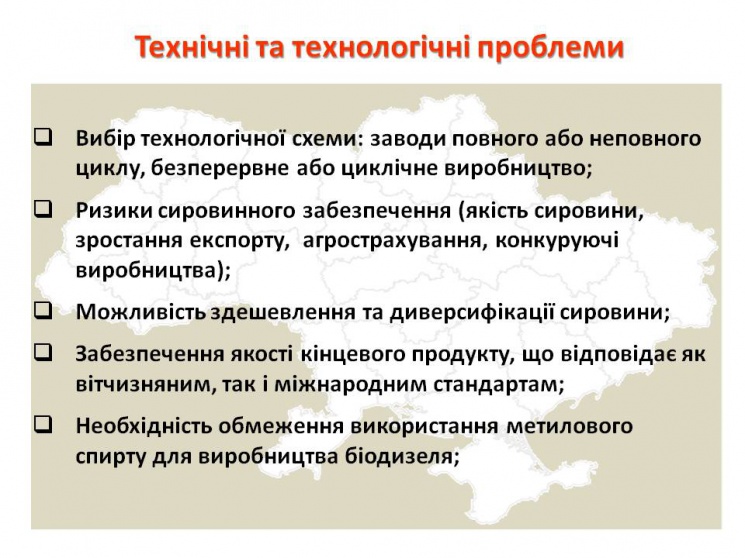 Технічні та технологічні проблеми
Вибір технологічної схеми: заводи повного або неповного
циклу, безперервне або циклічне виробництво;
Ризики сировинного забезпечення (якість сировини,
зростання експорту, агрострахування, конкуруючі
виробництва);
Можливість здешевлення та диверсифікації сировини;
Забезпечення якості кінцевого продукту, що відповідає як
вітчизняним, так і міжнародним стандартам;
Необхідність обмеження використання метилового
спирту для виробництва біодизеля;